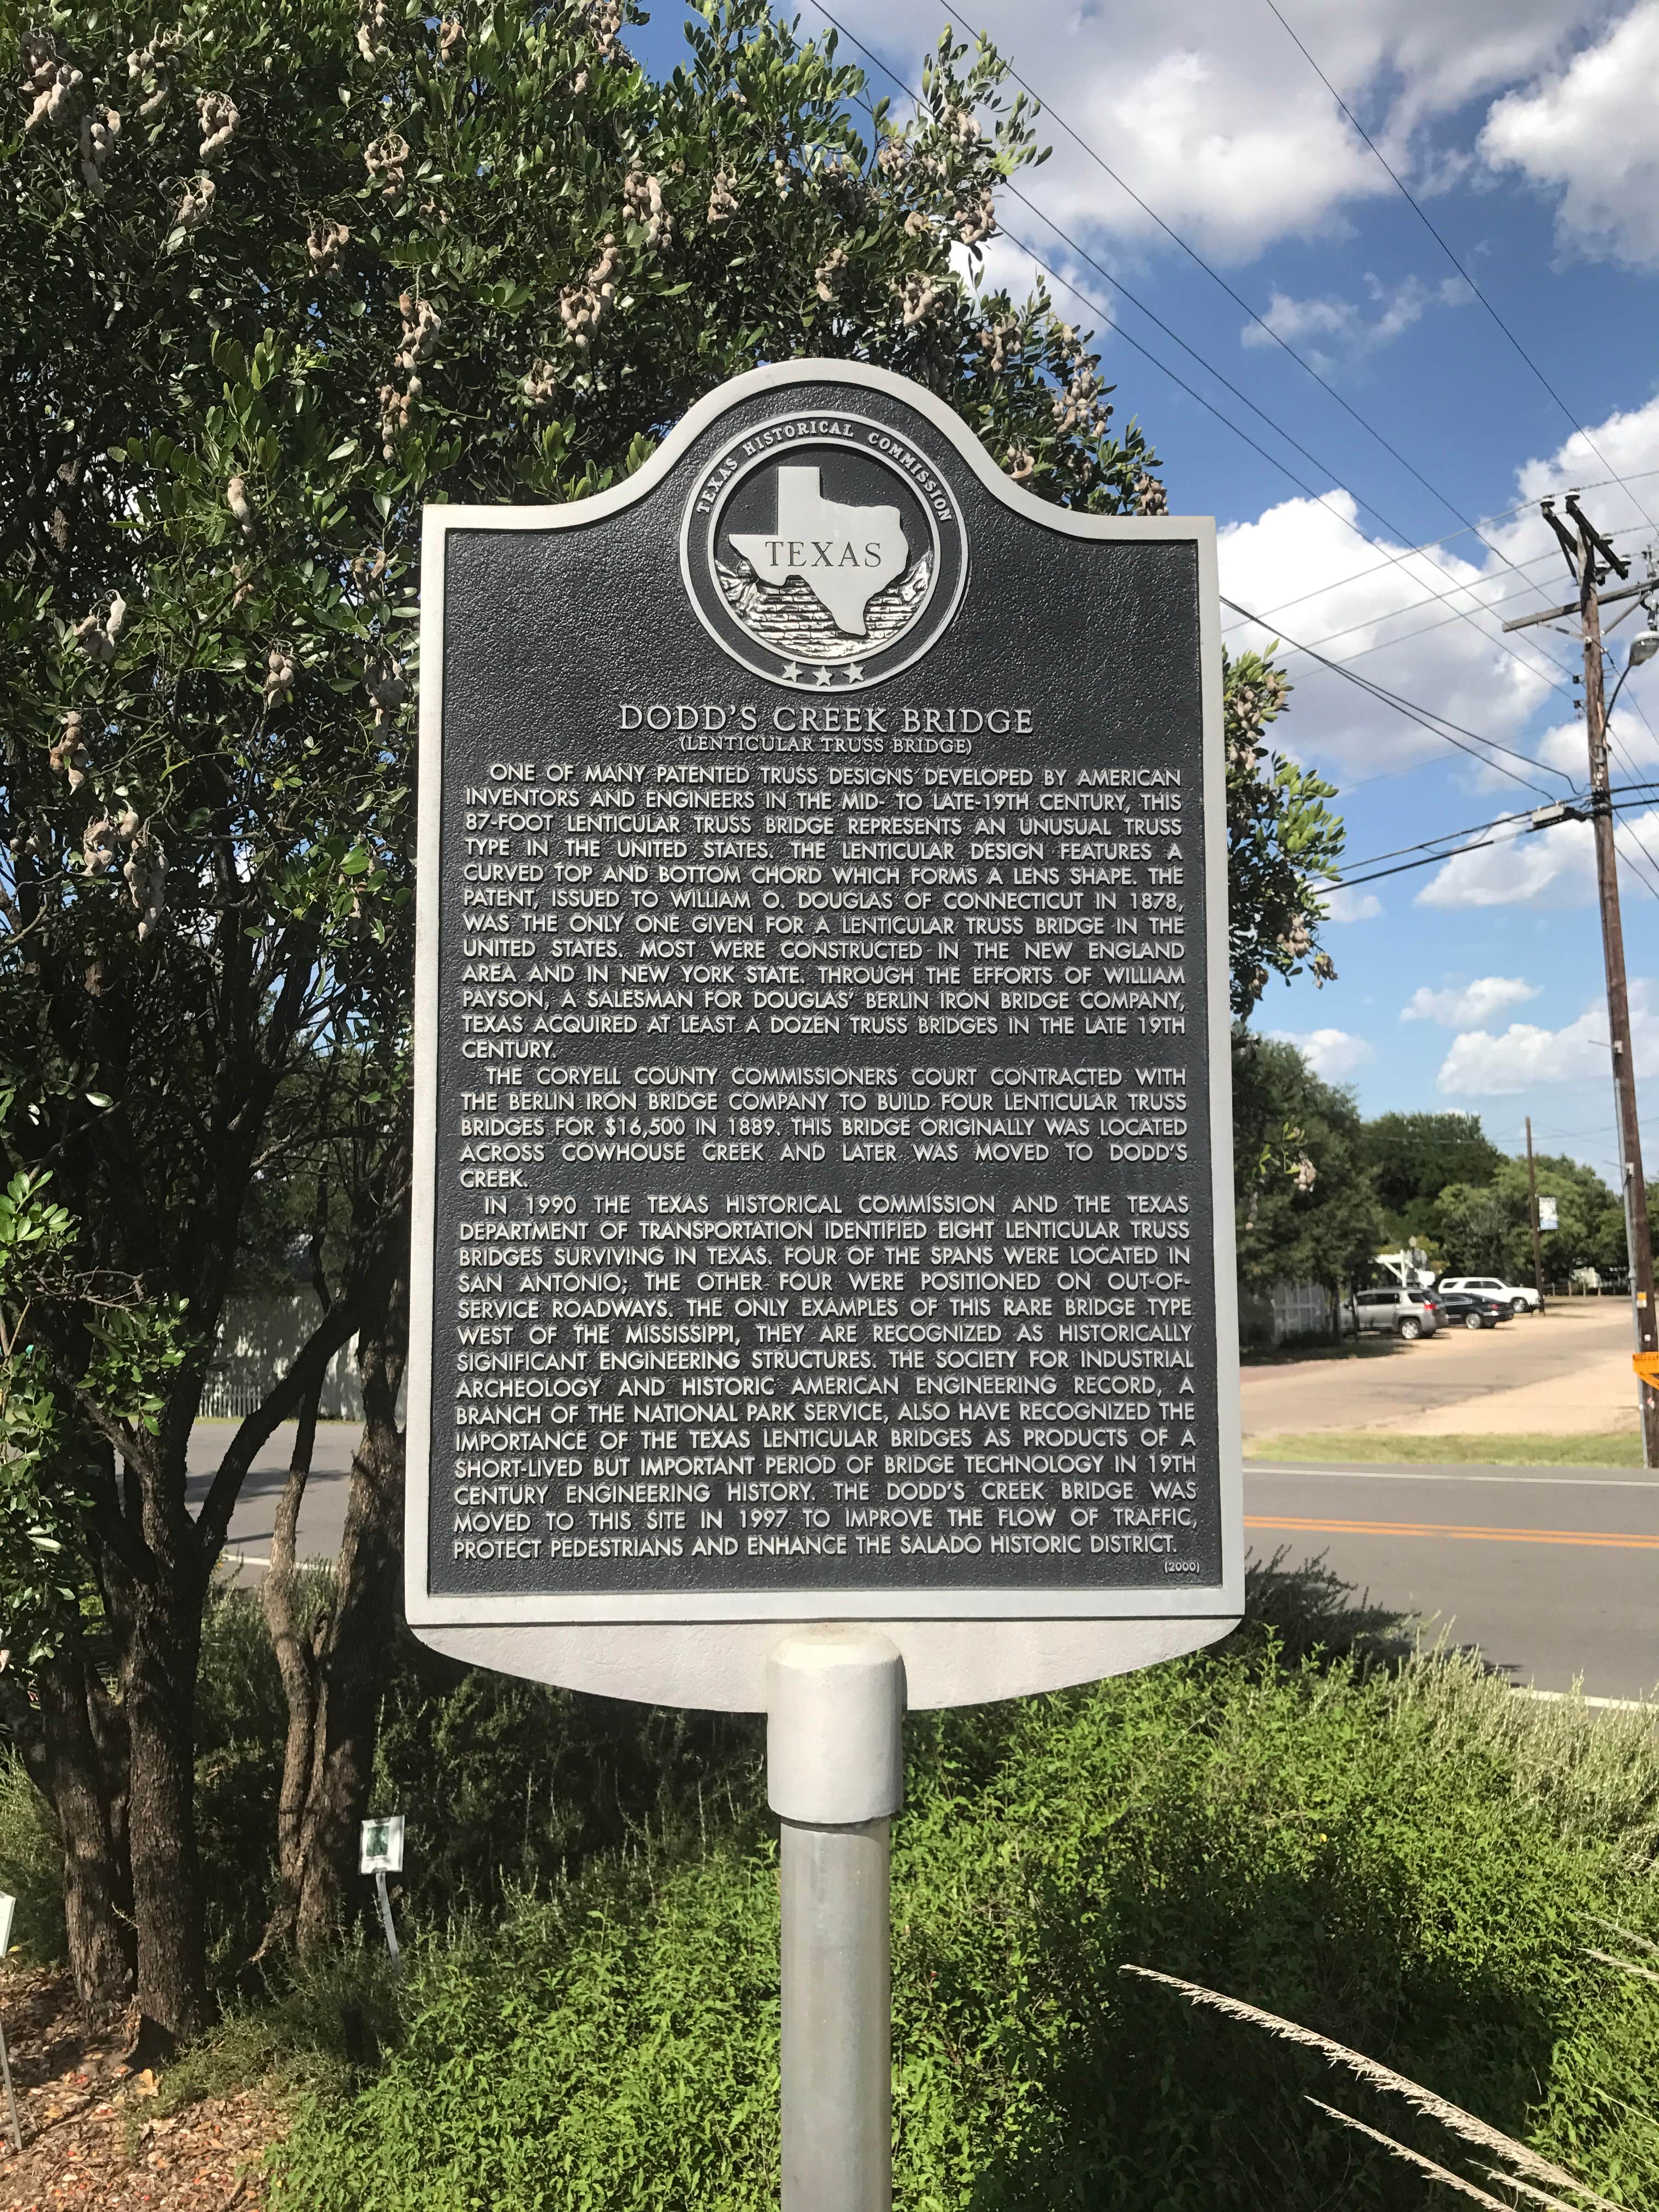 TEXAS HISTORICAL COMMISSION
TEXAS
DODD'S CREEK BRIDGE
(LENTICULAR TRUSS BRIDGE)
ONE OF MANY PATENTED TRUSS DESIGNS DEVELOPED BY AMERICAN
INVENTORS AND ENGINEERS IN THE MID- TO LATE-19TH CENTURY, THIS
87-FOOT LENTICULAR TRUSS BRIDGE REPRESENTS AN UNUSUAL TRUSS
TYPE IN THE UNITED STATES. THE LENTICULAR DESIGN FEATURES A
CURVED TOP AND BOTTOM CHORD WHICH FORMS A LENS SHAPE. THE
PATENT, ISSUED TO WILLIAM O. DOUGLAS OF CONNECTICUT IN 1878,
WAS THE ONLY ONE GIVEN FOR A LENTICULAR TRUSS BRIDGE IN THE
UNITED STATES. MOST WERE CONSTRUCTED IN THE NEW ENGLAND
AREA AND IN NEW YORK STATE. THROUGH THE EFFORTS OF WILLIAM
PAYSON, A SALESMAN FOR DOUGLAS' BERLIN IRON BRIDGE COMPANY,
TEXAS ACQUIRED AT LEAST A DOZEN TRUSS BRIDGES IN THE LATE 19TH
CENTURY.
THE CORYELL COUNTY COMMISSIONERS COURT CONTRACTED WITH
THE BERLIN IRON BRIDGE COMPANY TO BUILD FOUR LENTICULAR TRUSS
BRIDGES FOR $16,500 IN 1889. THIS BRIDGE ORIGINALLY WAS LOCATED
ACROSS COWHOUSE CREEK AND LATER WAS MOVED TO DODD'S
CREEK.
IN 1990 THE TEXAS HISTORICAL COMMISSION AND THE TEXAS
DEPARTMENT OF TRANSPORTATION IDENTIFIED EIGHT LENTICULAR TRUSS
BRIDGES SURVIVING IN TEXAS. FOUR OF THE SPANS WERE LOCATED IN
SAN ANTONIO; THE OTHER FOUR WERE POSITIONED ON OUT-OF-
SERVICE ROADWAYS. THE ONLY EXAMPLES OF THIS RARE BRIDGE TYPE
WEST OF THE MISSISSIPPI, THEY ARE RECOGNIZED AS HISTORICALLY
SIGNIFICANT ENGINEERING STRUCTURES. THE SOCIETY FOR INDUSTRIAL
ARCHEOLOGY AND HISTORIC AMERICAN ENGINEERING RECORD, A
BRANCH OF THE NATIONAL PARK SERVICE, ALSO HAVE RECOGNIZED THE
IMPORTANCE OF THE TEXAS LENTICULAR BRIDGES AS PRODUCTS OF A
SHORT-LIVED BUT IMPORTANT PERIOD OF BRIDGE TECHNOLOGY IN 19TH
CENTURY ENGINEERING HISTORY. THE DODD'S CREEK BRIDGE WAS
MOVED TO THIS SITE IN 1997 TO IMPROVE THE FLOW OF TRAFFIC,
PROTECT PEDESTRIANS AND ENHANCE THE SALADO HISTORIC DISTRICT.
(2000)